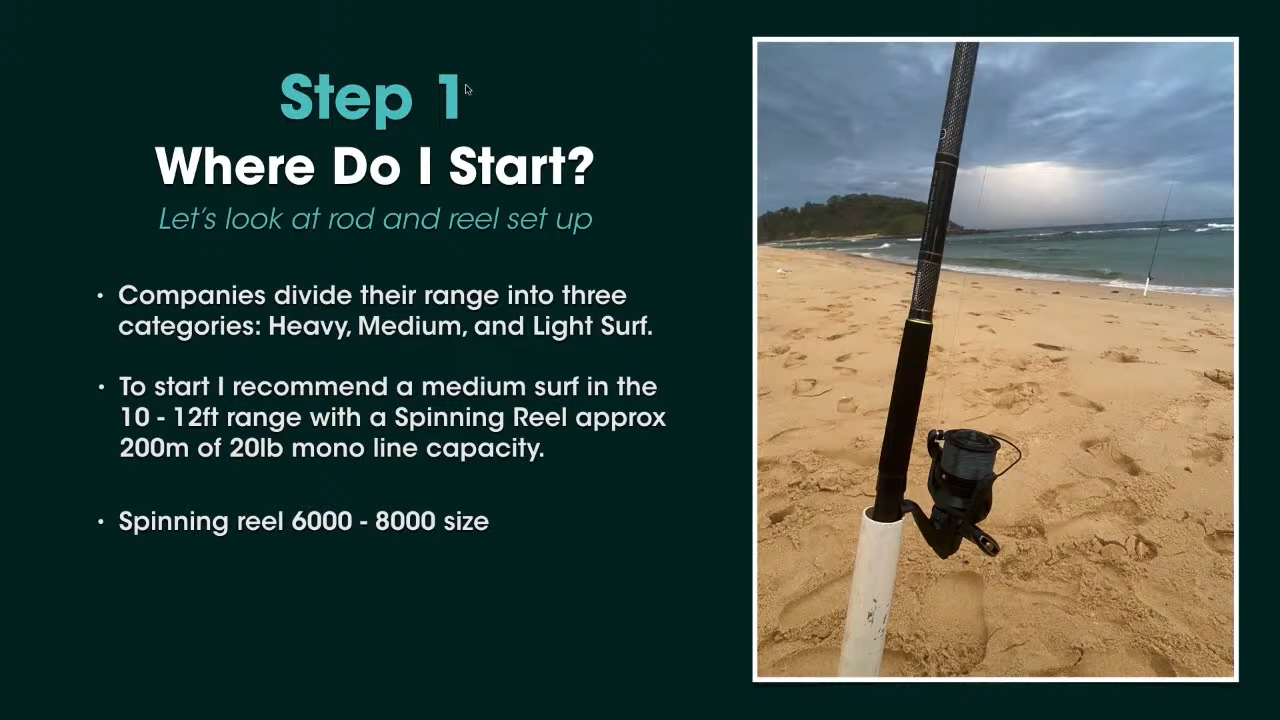 Step 1
Where Do I Start?
Let's look at rod and reel set up
• Companies divide their range into three
categories: Heavy, Medium, and Light Surf.
• To start I recommend a medium surf in the
10 - 12ft range with a Spinning Reel approx
200m of 20lb mono line capacity.
• Spinning reel 6000 - 8000 size